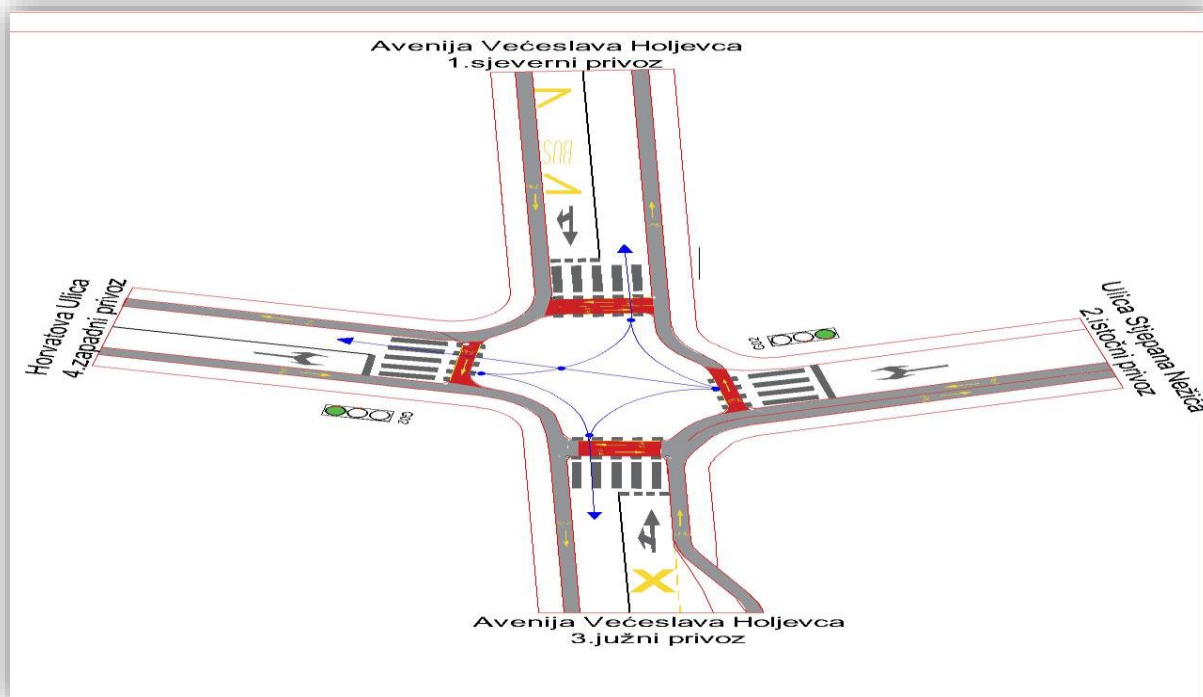 Avenija Većeslava Holjevca
1.sjeverni privoz
BUS
Horvatova Ulica
4.zapadni privoz
Ulica Stjepana Nežića
2.istočni privoz
Avenija Većeslava Holjevca
3.južni privoz